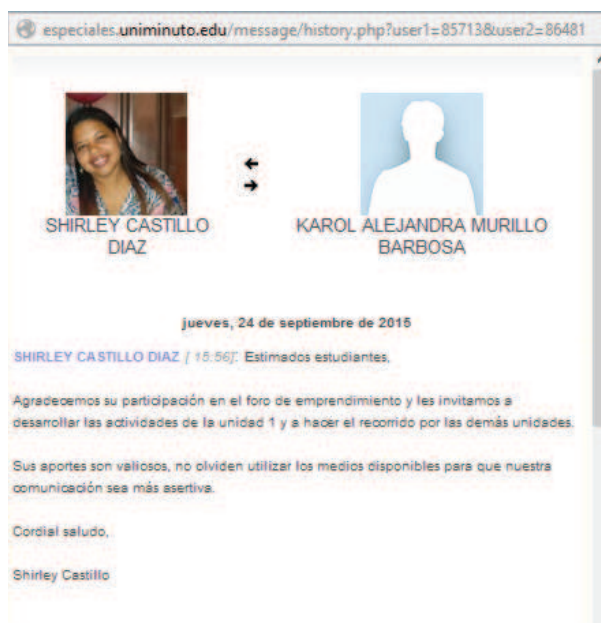 especiales.uniminuto.edu/message/history.php?user1=85713&user2=86481
SHIRLEY CASTILLO
DIAZ
KAROL ALEJANDRA MURILLO
BARBOSA
jueves, 24 de septiembre de 2015
SHIRLEY CASTILLO DIAZ [ 15:56]: Estimados estudiantes,
Agradecemos su participación en el foro de emprendimiento y les invitamos a
desarrollar las actividades de la unidad 1 y a hacer el recorrido por las demás unidades.
Sus aportes son valiosos, no olviden utilizar los medios disponibles para que nuestra
comunicación sea más asertiva.
Cordial saludo,
Shirley Castillo